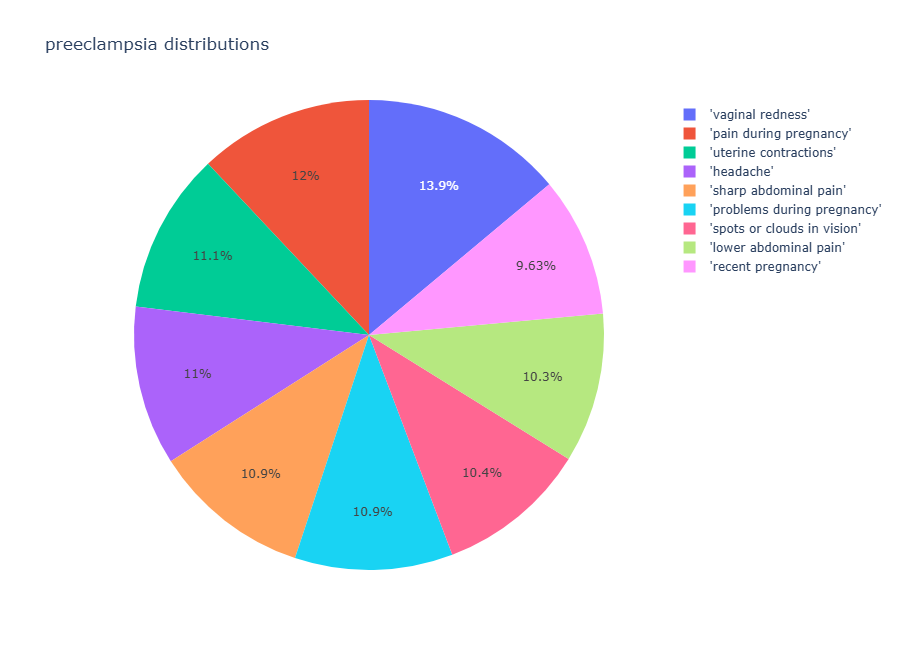 preeclampsia distributions
13.9%
12%
11.1%
11%
10.9%
10.9%
10.4%
10.3%
9.63%
'vaginal redness'
'pain during pregnancy'
'uterine contractions'
'headache'
'sharp abdominal pain'
'problems during pregnancy'
'spots or clouds in vision'
'lower abdominal pain'
'recent pregnancy'